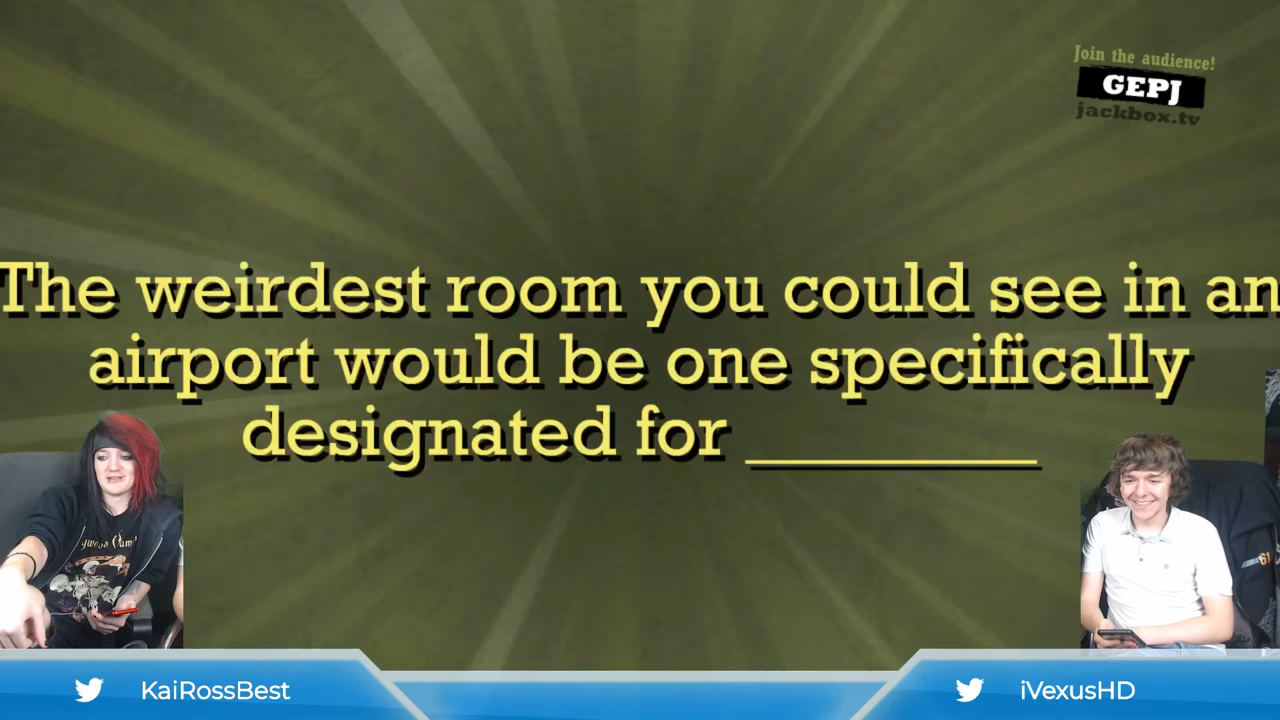 Join the audience!
GEPJ
jackbox.tv
The weirdest room you could see in an
airport would be one specifically
designated for __________
KaiRossBest
iVexusHD